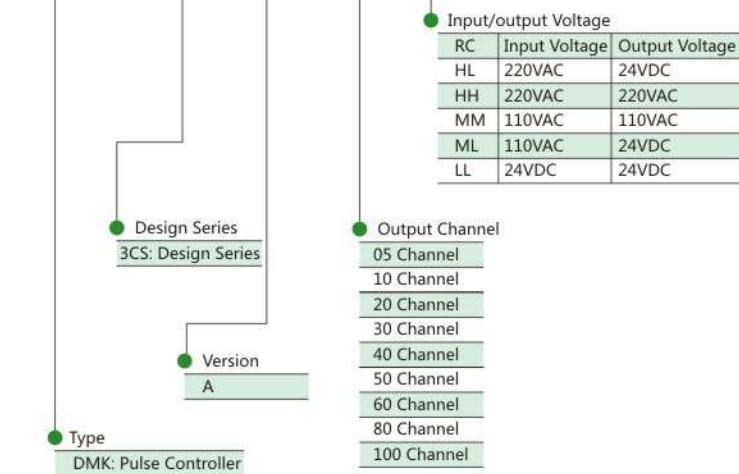 Input/output Voltage
RC Input Voltage Output Voltage
HL 220VAC 24VDC
HH 220VAC 220VAC
MM 110VAC 110VAC
ML 110VAC 24VDC
LL 24VDC 24VDC
Design Series
3CS: Design Series
Output Channel
05 Channel
10 Channel
20 Channel
30 Channel
40 Channel
50 Channel
60 Channel
80 Channel
100 Channel
Version
A
Type
DMK: Pulse Controller